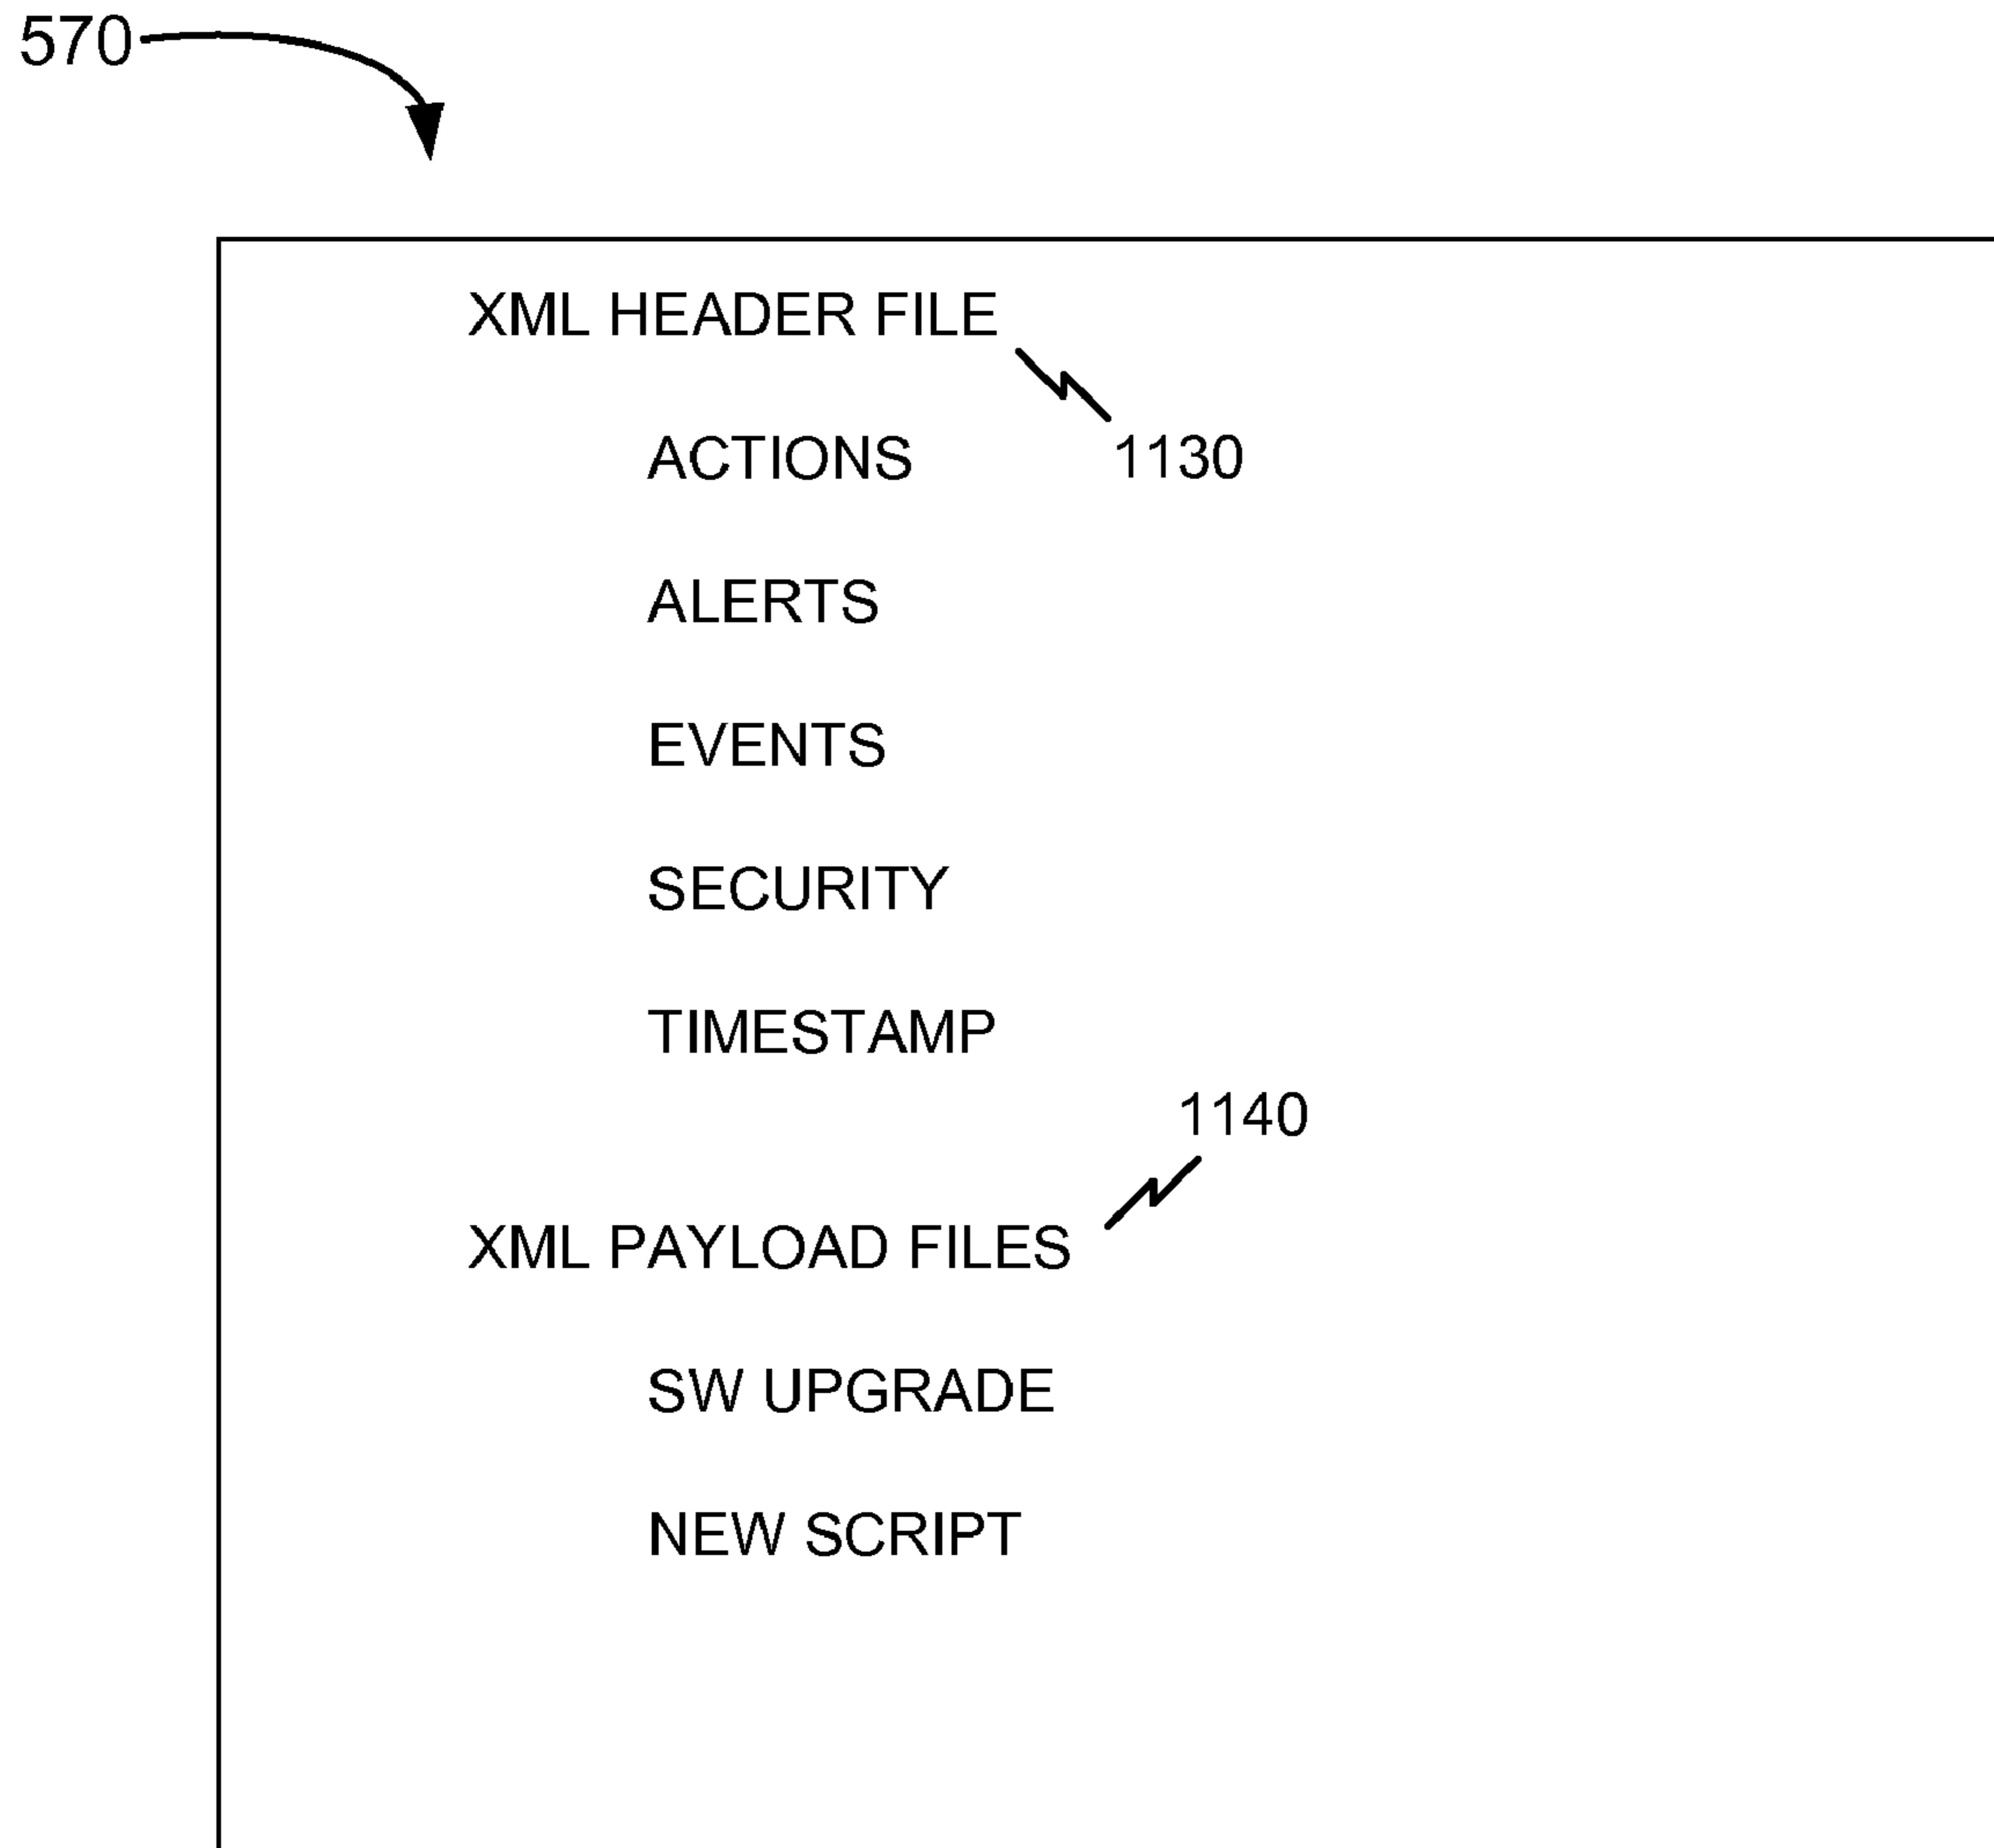 570
XML HEADER FILE
1130
ACTIONS
ALERTS
EVENTS
SECURITY
TIMESTAMP
1140
XML PAYLOAD FILES
SW UPGRADE
NEW SCRIPT